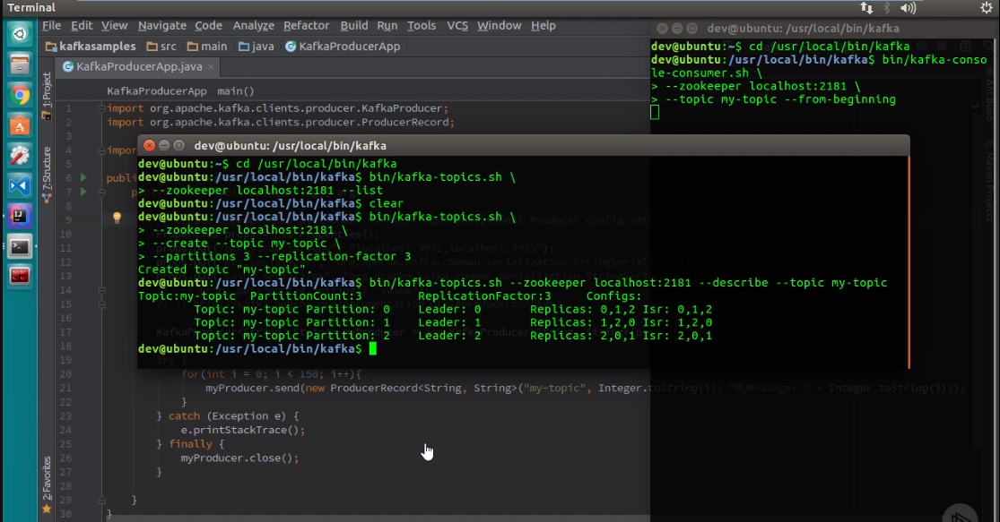 Terminal
File Edit View Navigate Code Analyze Refactor Build Run Tools VCS Window Help
kafkasamples src main java KafkaProducerApp
KafkaProducerApp.java ×
KafkaProducerApp main()
1 import org.apache.kafka.clients.producer.KafkaProducer;
2 import org.apache.kafka.clients.producer.ProducerRecord;
3
4 impor
5
6 publ
7 p
8
9
10
11 "localhost:9092,localhost:9093");
12
13
14
15
16
17
18
19 try {
20 for(int i = 0; i < 150; i++){
21 myProducer.send(new ProducerRecord<String, String>("my-topic", Integer.toString(i), "MyMessage: " + Integer.toString(i)));
22 }
23 } catch (Exception e) {
24 e.printStackTrace();
25 } finally {
26 myProducer.close();
27 }
28
29 }
30 }
1: Project
7: Structure
2: Favorites
Ant Build
Maven Projects
dev@ubuntu: /usr/local/bin/kafka
dev@ubuntu:~$ cd /usr/local/bin/kafka
dev@ubuntu:/usr/local/bin/kafka$ bin/kafka-topics.sh \
> --zookeeper localhost:2181 --list
dev@ubuntu:/usr/local/bin/kafka$ clear
dev@ubuntu:/usr/local/bin/kafka$ bin/kafka-topics.sh \
> --zookeeper localhost:2181 \
> --create --topic my-topic \
> --partitions 3 --replication-factor 3
Created topic "my-topic".
dev@ubuntu:/usr/local/bin/kafka$ bin/kafka-topics.sh --zookeeper localhost:2181 --describe --topic my-topic
Topic:my-topic PartitionCount:3 ReplicationFactor:3 Configs:
Topic: my-topic Partition: 0 Leader: 0 Replicas: 0,1,2 Isr: 0,1,2
Topic: my-topic Partition: 1 Leader: 1 Replicas: 1,2,0 Isr: 1,2,0
Topic: my-topic Partition: 2 Leader: 2 Replicas: 2,0,1 Isr: 2,0,1
dev@ubuntu:/usr/local/bin/kafka$
dev@ubuntu: /usr/local/bin/kafka
dev@ubuntu:~$ cd /usr/local/bin/kafka
dev@ubuntu:/usr/local/bin/kafka$ bin/kafka-conso
le-consumer.sh \
> --zookeeper localhost:2181 \
> --topic my-topic --from-beginning